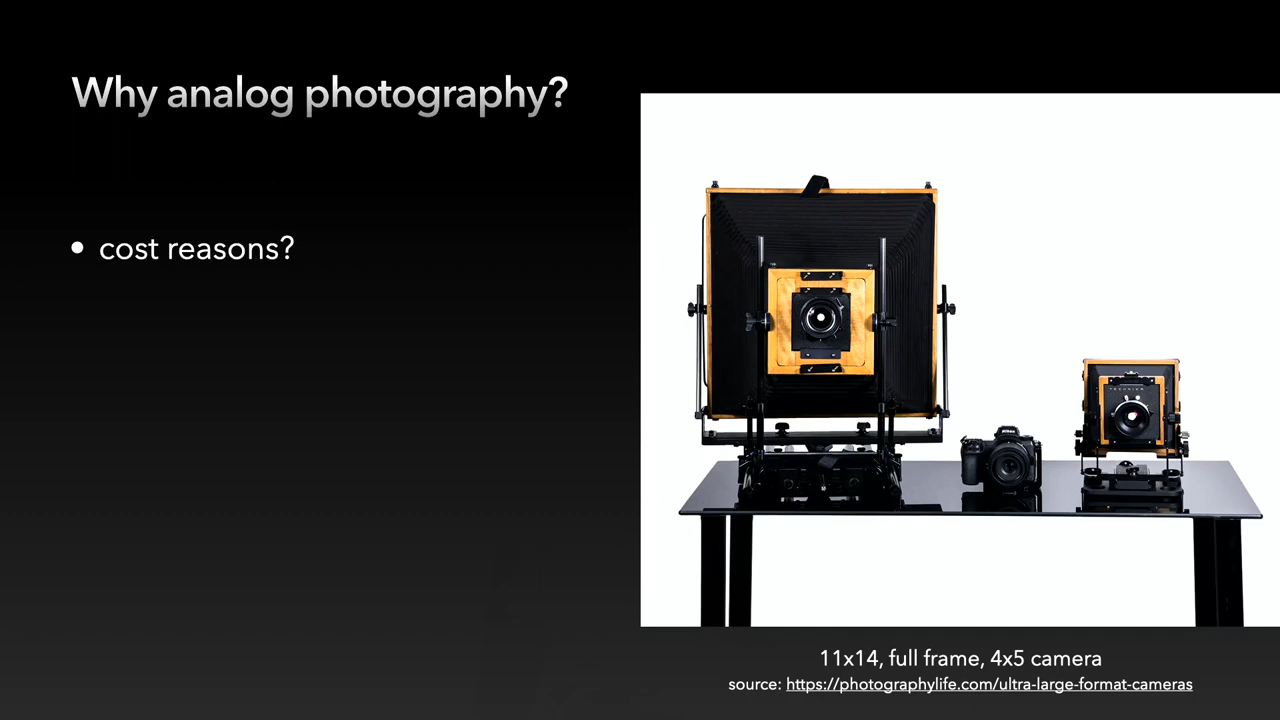 Why analog photography?
• cost reasons?
11x14, full frame, 4x5 camera
source: https://photographylife.com/ultra-large-format-cameras